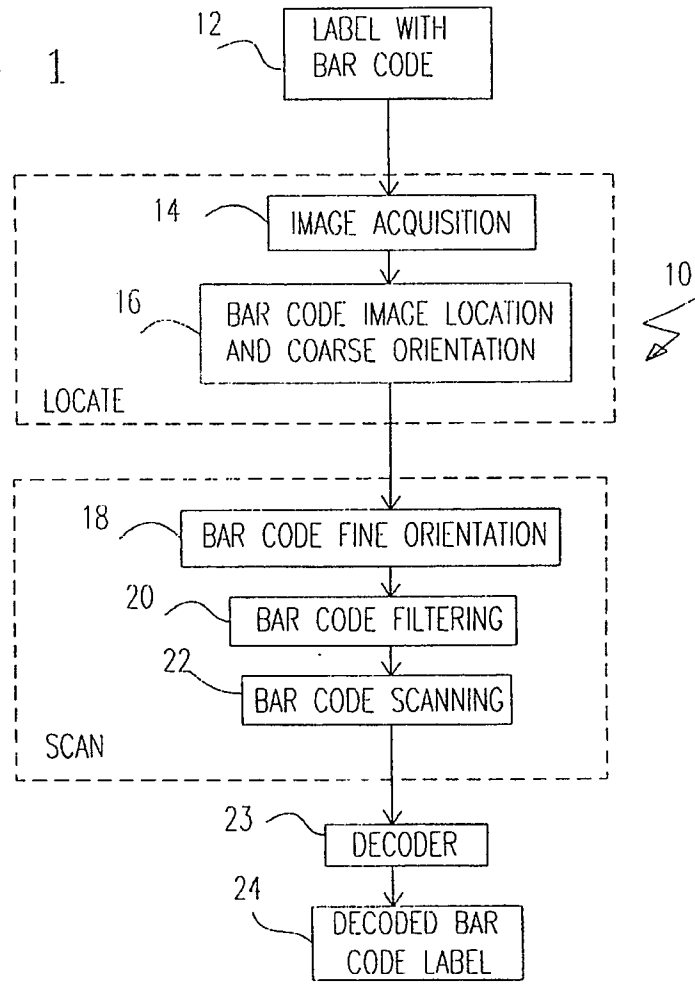 1
12
LABEL WITH
BAR CODE
14
IMAGE ACQUISITION
10
16
BAR CODE IMAGE LOCATION
AND COARSE ORIENTATION
LOCATE
18
BAR CODE FINE ORIENTATION
20
BAR CODE FILTERING
22
BAR CODE SCANNING
SCAN
23
DECODER
24
DECODED BAR
CODE LABEL